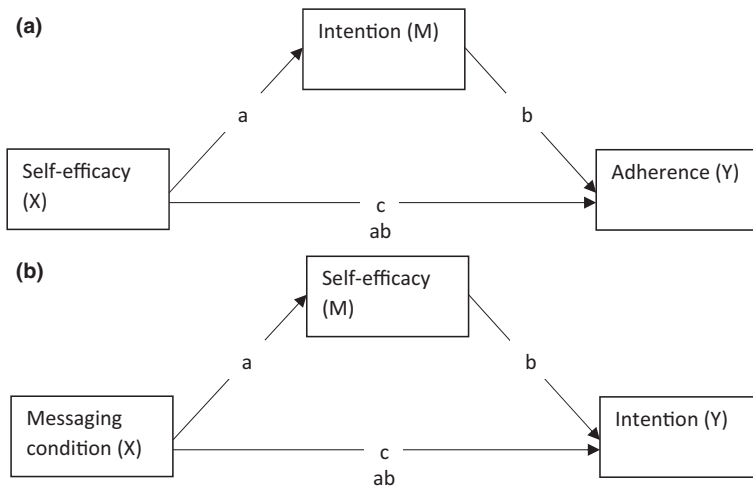 (a)
Intention (M)
a
b
Self-efficacy
(X)
Adherence (Y)
c
ab
(b)
Self-efficacy
(M)
a
b
Messaging
condition (X)
Intention (Y)
c
ab